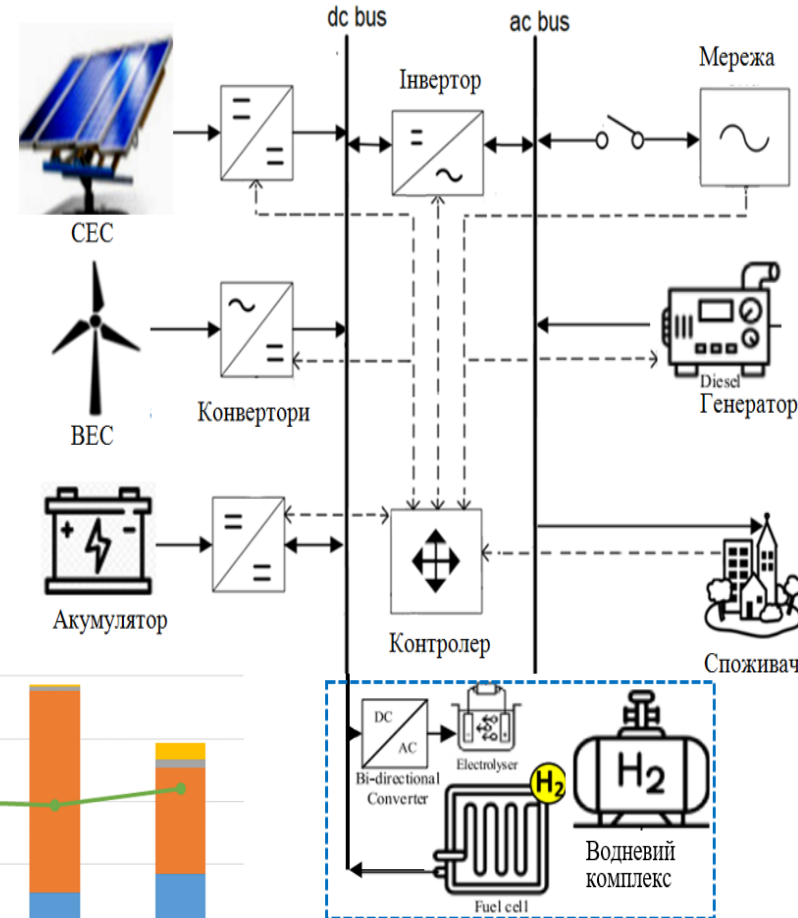 dc bus
ac bus
Мережа
Інвертор
СЕС
ВЕС
Конвертори
Diesel
Генератор
Акумулятор
Контролер
Споживач
DC
AC
Bi-directional
Converter
Electrolyser
H2
H2
Водневий
комплекс
Fuel cell